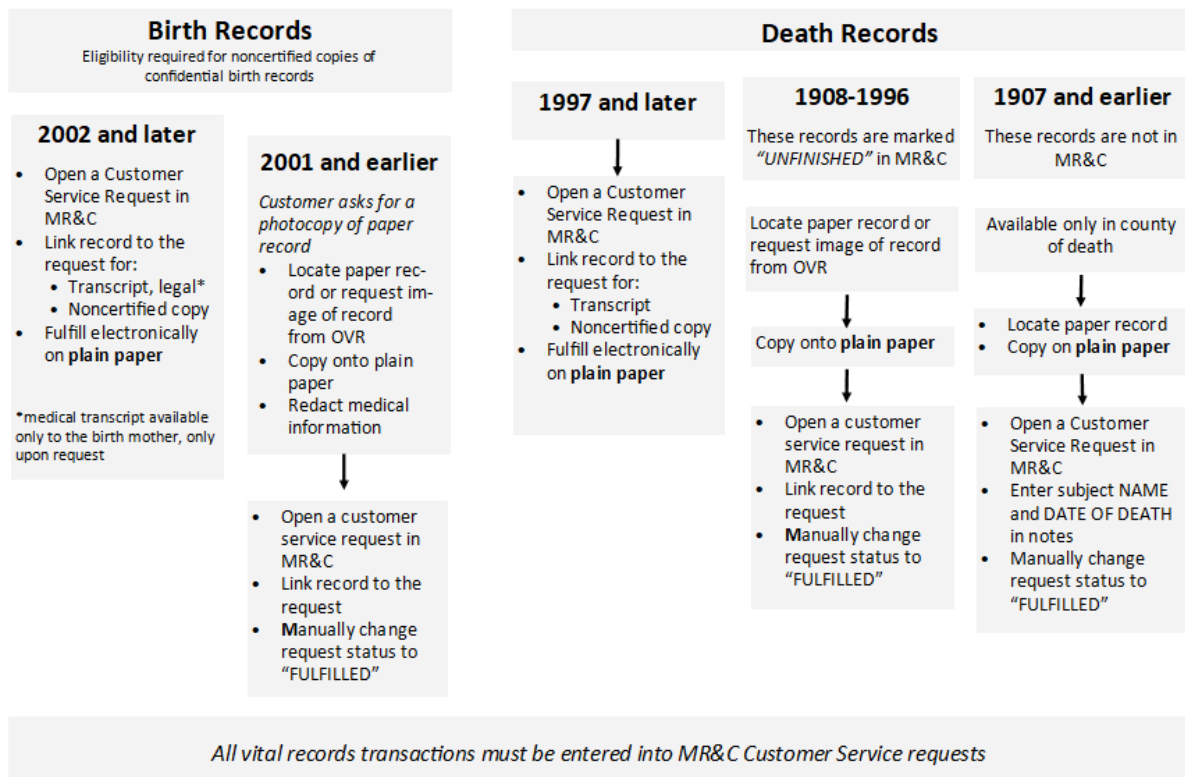 Birth Records
Eligibility required for noncertified copies of
confidential birth records
2002 and later
• Open a Customer
Service Request in
MR&C
• Link record to the
request for:
• Transcript, legal*
• Noncertified copy
• Fulfill electronically
on plain paper
*medical transcript available
only to the birth mother, only
upon request
2001 and earlier
Customer asks for a
photocopy of paper
record
• Locate paper rec-
ord or request im-
age of record
from OVR
• Copy onto plain
paper
• Redact medical
information
• Open a customer
service request in
MR&C
• Link record to the
request
• Manually change
request status to
“FULFILLED”
Death Records
1997 and later
• Open a Customer
Service Request in
MR&C
• Link record to the
request for:
• Transcript
• Noncertified copy
• Fulfill electronically
on plain paper
1908-1996
These records are marked
“UNFINISHED” in MR&C
Locate paper record or
request image of record
from OVR
Copy onto plain paper
• Open a customer
service request in
MR&C
• Link record to the
request
• Manually change
request status to
“FULFILLED”
1907 and earlier
These records are not in
MR&C
Available only in county
of death
• Locate paper record
• Copy on plain paper
• Open a Customer
Service Request in
MR&C
• Enter subject NAME
and DATE OF DEATH
in notes
• Manually change
request status to
“FULFILLED”
All vital records transactions must be entered into MR&C Customer Service requests